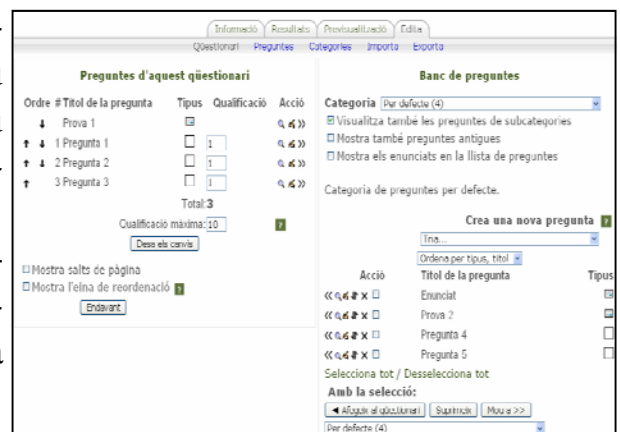 Informació Resultats Previsualització Edita
Qüestionari Preguntes Categories Importa Exporta
Preguntes d'aquest qüestionari
Ordre # Títol de la pregunta Tipus Qualificació Acció
Prova 1
1 Pregunta 1 1
2 Pregunta 2 1
3 Pregunta 3 1
Total: 3
Qualificació màxima: 10
Desa els canvis
Mostra salts de pàgina
Mostra l'eina de reordenació
Endavant
Banc de preguntes
Categoria Per defecte (4)
Visualitza també les preguntes de subcategories
Mostra també preguntes antigues
Mostra els enunciats en la llista de preguntes
Categoria de preguntes per defecte.
Crea una nova pregunta
Tria...
Ordena per tipus, títol
Acció Títol de la pregunta Tipus
Enunciat
Prova 2
Pregunta 4
Pregunta 5
Selecciona tot / Desselecciona tot
Amb la selecció:
Afegeix al qüestionari Suprimeix Mou a >>
Per defecte (4)